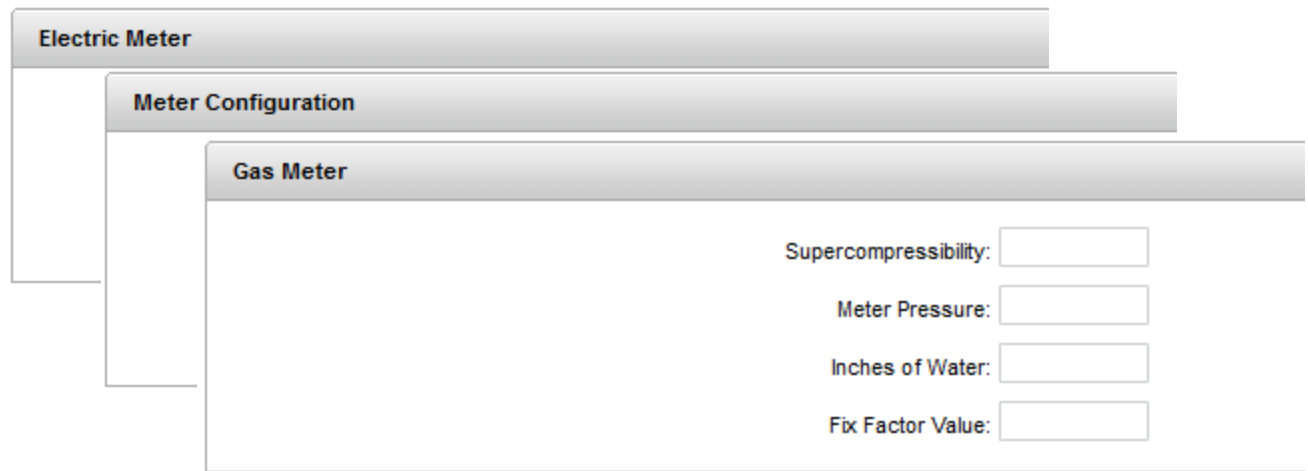 Electric Meter
Meter Configuration
Gas Meter
Supercompressibility:
Meter Pressure:
Inches of Water:
Fix Factor Value: